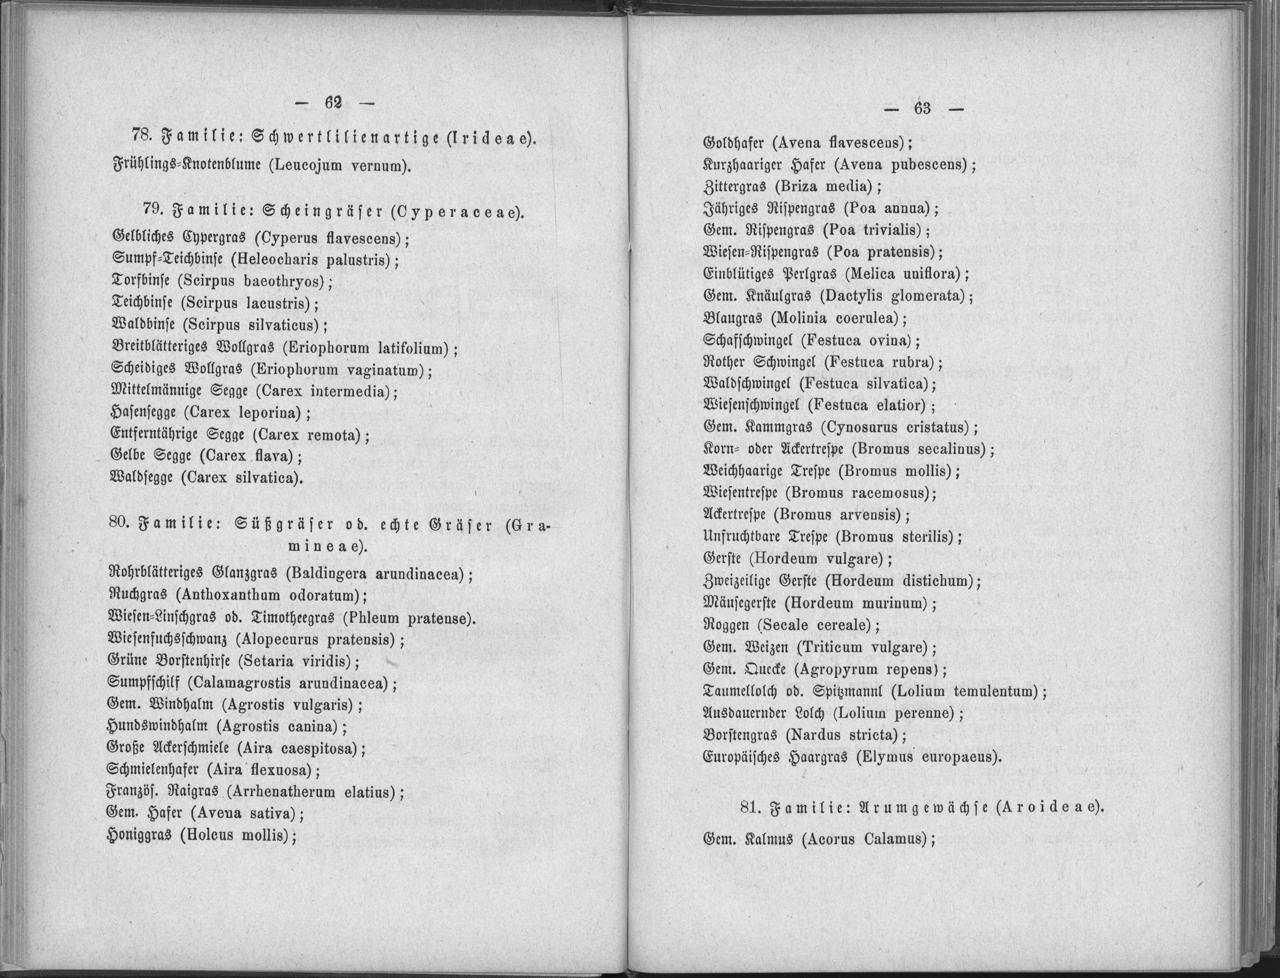 — 62 —
78. Familie: Schwertlilienartige (Irideae).
Frühlings-Knotenblume (Leucojum vernum).
79. Familie: Scheingräser (Cyperaceae).
Gelbliches Cypergras (Cyperus flavescens);
Sumpf-Teichbinse (Heleocharis palustris);
Torfbinse (Scirpus baeothryos);
Teichbinse (Scirpus lacustris);
Waldbinse (Scirpus silvaticus);
Breitblätteriges Wollgras (Eriophorum latifolium);
Scheidiges Wollgras (Eriophorum vaginatum);
Mittelmännige Segge (Carex intermedia);
Hasensegge (Carex leporina);
Entferntährige Segge (Carex remota);
Gelbe Segge (Carex flava);
Waldsegge (Carex silvatica).
80. Familie: Süßgräser od. echte Gräser (Gra-
mineae).
Rohrblätteriges Glanzgras (Baldingera arundinacea);
Ruchgras (Anthoxanthum odoratum);
Wiesen-Linschgras od. Timotheegras (Phleum pratense).
Wiesenfuchsschwanz (Alopecurus pratensis);
Grüne Borstenhirse (Setaria viridis);
Sumpfschilf (Calamagrostis arundinacea);
Gem. Windhalm (Agrostis vulgaris);
Hundswindhalm (Agrostis canina);
Große Ackerschmiele (Aira caespitosa);
Schmielenhafer (Aira flexuosa);
Französ. Raigras (Arrhenatherum elatius);
Gem. Hafer (Avena sativa);
Honiggras (Holcus mollis);
— 63 —
Goldhafer (Avena flavescens);
Kurzhaariger Hafer (Avena pubescens);
Zittergras (Briza media);
Jähriges Rispengras (Poa annua);
Gem. Rispengras (Poa trivialis);
Wiesen-Rispengras (Poa pratensis);
Einblütiges Perlgras (Melica uniflora);
Gem. Knäulgras (Dactylis glomerata);
Blaugras (Molinia coerulea);
Schafschwingel (Festuca ovina);
Rother Schwingel (Festuca rubra);
Waldschwingel (Festuca silvatica);
Wiesenschwingel (Festuca elatior);
Gem. Kammgras (Cynosurus cristatus);
Korn- oder Ackertrespe (Bromus secalinus);
Weichhaarige Trespe (Bromus mollis);
Wiesentrespe (Bromus racemosus);
Ackertrespe (Bromus arvensis);
Unfruchtbare Trespe (Bromus sterilis);
Gerste (Hordeum vulgare);
Zweizeilige Gerste (Hordeum distichum);
Mäusegerste (Hordeum murinum);
Roggen (Secale cereale);
Gem. Weizen (Triticum vulgare);
Gem. Quecke (Agropyrum repens);
Taumellolch od. Spitzmannl (Lolium temulentum);
Ausdauernder Lolch (Lolium perenne);
Borstengras (Nardus stricta);
Europäisches Haargras (Elymus europaeus).
81. Familie: Arumgewächse (Aroideae).
Gem. Kalmus (Acorus Calamus);